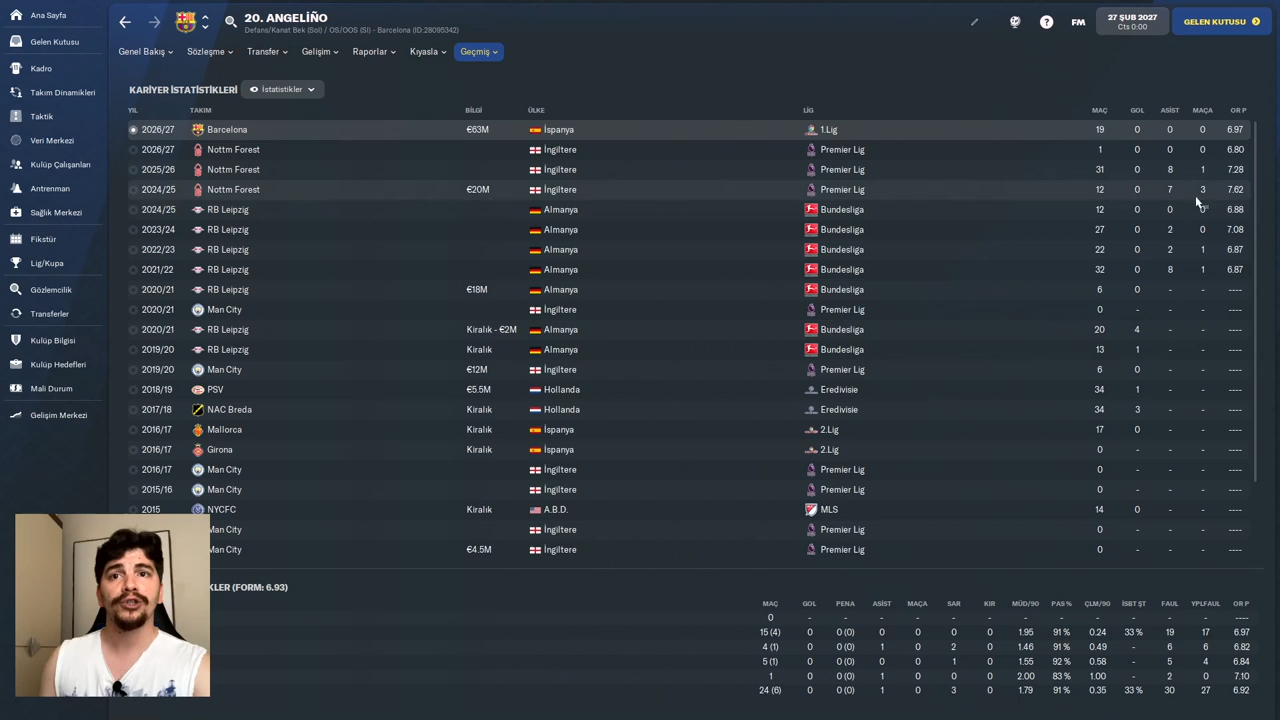 Ana Sayfa
Gelen Kutusu
Kadro
Takım Dinamikleri
Taktik
Veri Merkezi
Kulüp Çalışanları
Antrenman
Sağlık Merkezi
Fikstür
Lig/Kupa
Gözlemcilik
Transferler
Kulüp Bilgisi
Kulüp Hedefleri
Mali Durum
Gelişim Merkezi
20. ANGELİÑO
Defans/Kanat Bek (Sol) / OS/OOS (Sl) - Barcelona (ID:28095342)
FM
27 ŞUB 2027
Cts 0:00
GELEN KUTUSU
Genel Bakış Sözleşme Transfer Gelişim Raporlar Kıyasla Geçmiş
KARİYER İSTATİSTİKLERİ İstatistikler
YIL TAKIM BİLGİ ÜLKE LİG MAÇ GOL ASİST MAÇA OR P
2026/27 Barcelona €63M İspanya 1.Lig 19 0 0 0 6.97
2026/27 Nottm Forest İngiltere Premier Lig 1 0 0 0 6.80
2025/26 Nottm Forest İngiltere Premier Lig 31 0 8 1 7.28
2024/25 Nottm Forest €20M İngiltere Premier Lig 12 0 7 3 7.62
2024/25 RB Leipzig Almanya Bundesliga 12 0 0 0 6.88
2023/24 RB Leipzig Almanya Bundesliga 27 0 2 0 7.08
2022/23 RB Leipzig Almanya Bundesliga 22 0 2 1 6.87
2021/22 RB Leipzig Almanya Bundesliga 32 0 8 1 6.87
2020/21 RB Leipzig €18M Almanya Bundesliga 6 0 - - ----
2020/21 Man City İngiltere Premier Lig 0 - - - ----
2020/21 RB Leipzig Kiralık - €2M Almanya Bundesliga 20 4 - - ----
2019/20 RB Leipzig Kiralık Almanya Bundesliga 13 1 - - ----
2019/20 Man City €12M İngiltere Premier Lig 6 0 - - ----
2018/19 PSV €5.5M Hollanda Eredivisie 34 1 - - ----
2017/18 NAC Breda Kiralık Hollanda Eredivisie 34 3 - - ----
2016/17 Mallorca Kiralık İspanya 2.Lig 17 0 - - ----
2016/17 Girona Kiralık İspanya 2.Lig 0 - - - ----
2016/17 Man City İngiltere Premier Lig 0 - - - ----
2015/16 Man City İngiltere Premier Lig 0 - - - ----
2015 NYCFC Kiralık A.B.D. MLS 14 0 - - ----
Man City İngiltere Premier Lig 0 - - - ----
Man City €4.5M İngiltere Premier Lig 0 - - - ----
KLER (FORM: 6.93)
MAÇ GOL PENA ASİST MAÇA SAR KIR MÜD/90 PAS % ÇLM/90 İSBT ŞT FAUL YPLFAUL OR P
0 - - - - - - - - - - - - ----
15 (4) 0 0 (0) 0 0 0 0 1.95 91 % 0.24 33 % 19 17 6.97
4 (1) 0 0 (0) 1 0 2 0 1.46 91 % 0.49 - 6 6 6.82
5 (1) 0 0 (0) 0 0 1 0 1.55 92 % 0.58 - 5 4 6.84
1 0 0 (0) 1 0 0 0 2.00 83 % 1.00 - 2 0 7.10
24 (6) 0 0 (0) 1 0 3 0 1.79 91 % 0.35 33 % 30 27 6.92